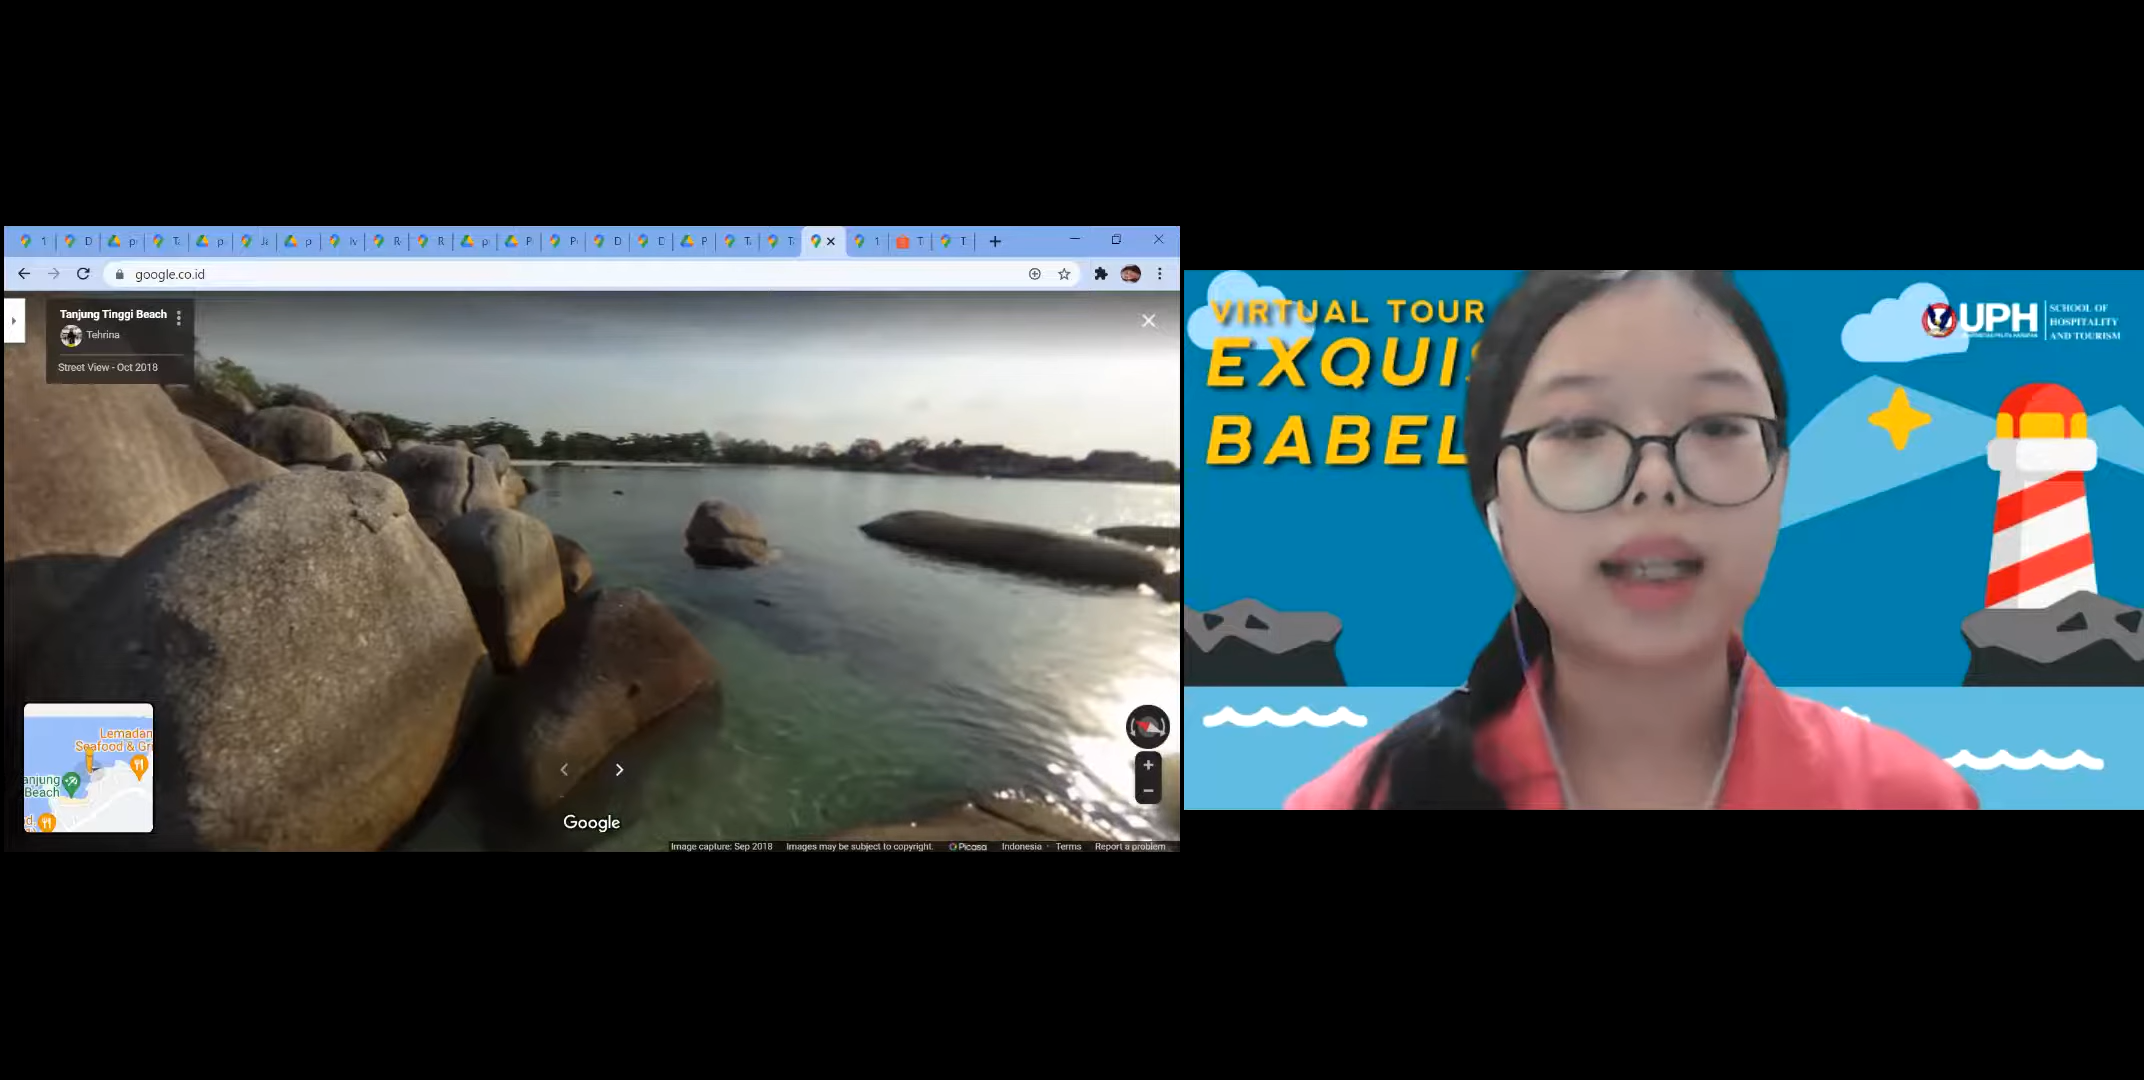 google.co.id
Tanjung Tinggi Beach
Tehrina
Street View - Oct 2018
Lemadan
Seafood & Gr
anjung
Beach
Google
Image capture: Sep 2018 Images may be subject to copyright. Picasa Indonesia Terms Report a problem
VIRTUAL TOUR
EXQUIS
BABEL
UPH
SCHOOL OF
HOSPITALITY
AND TOURISM